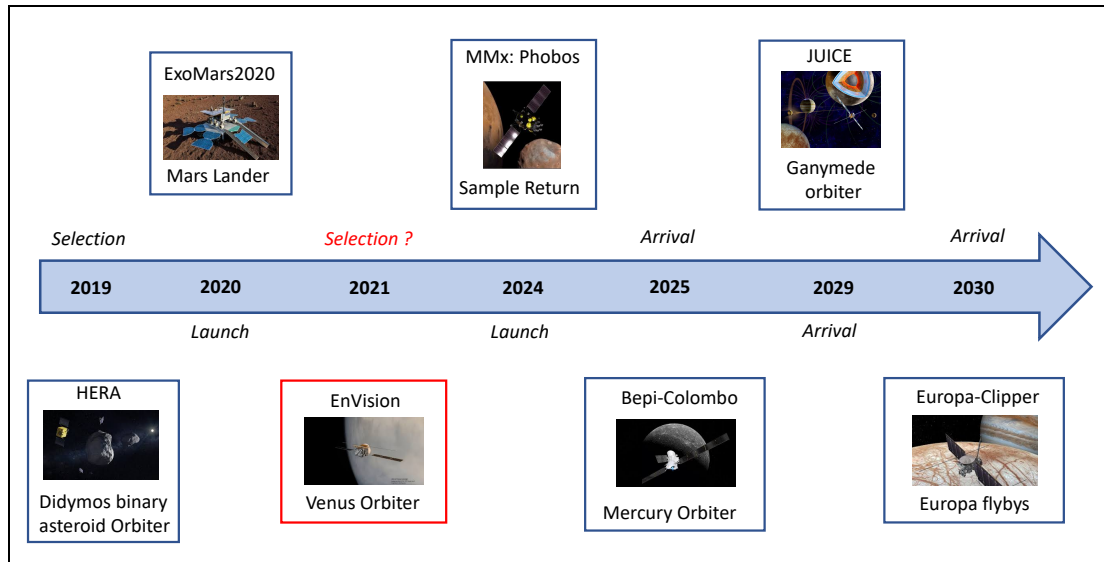 ExoMars2020
Mars Lander
MMx: Phobos
Sample Return
JUICE
Ganymede
orbiter
Selection
Selection ?
Arrival
Arrival
2019
2020
2021
2024
2025
2029
2030
Launch
Launch
Arrival
HERA
Didymos binary
asteroid Orbiter
EnVision
Venus Orbiter
Bepi-Colombo
Mercury Orbiter
Europa-Clipper
Europa flybys